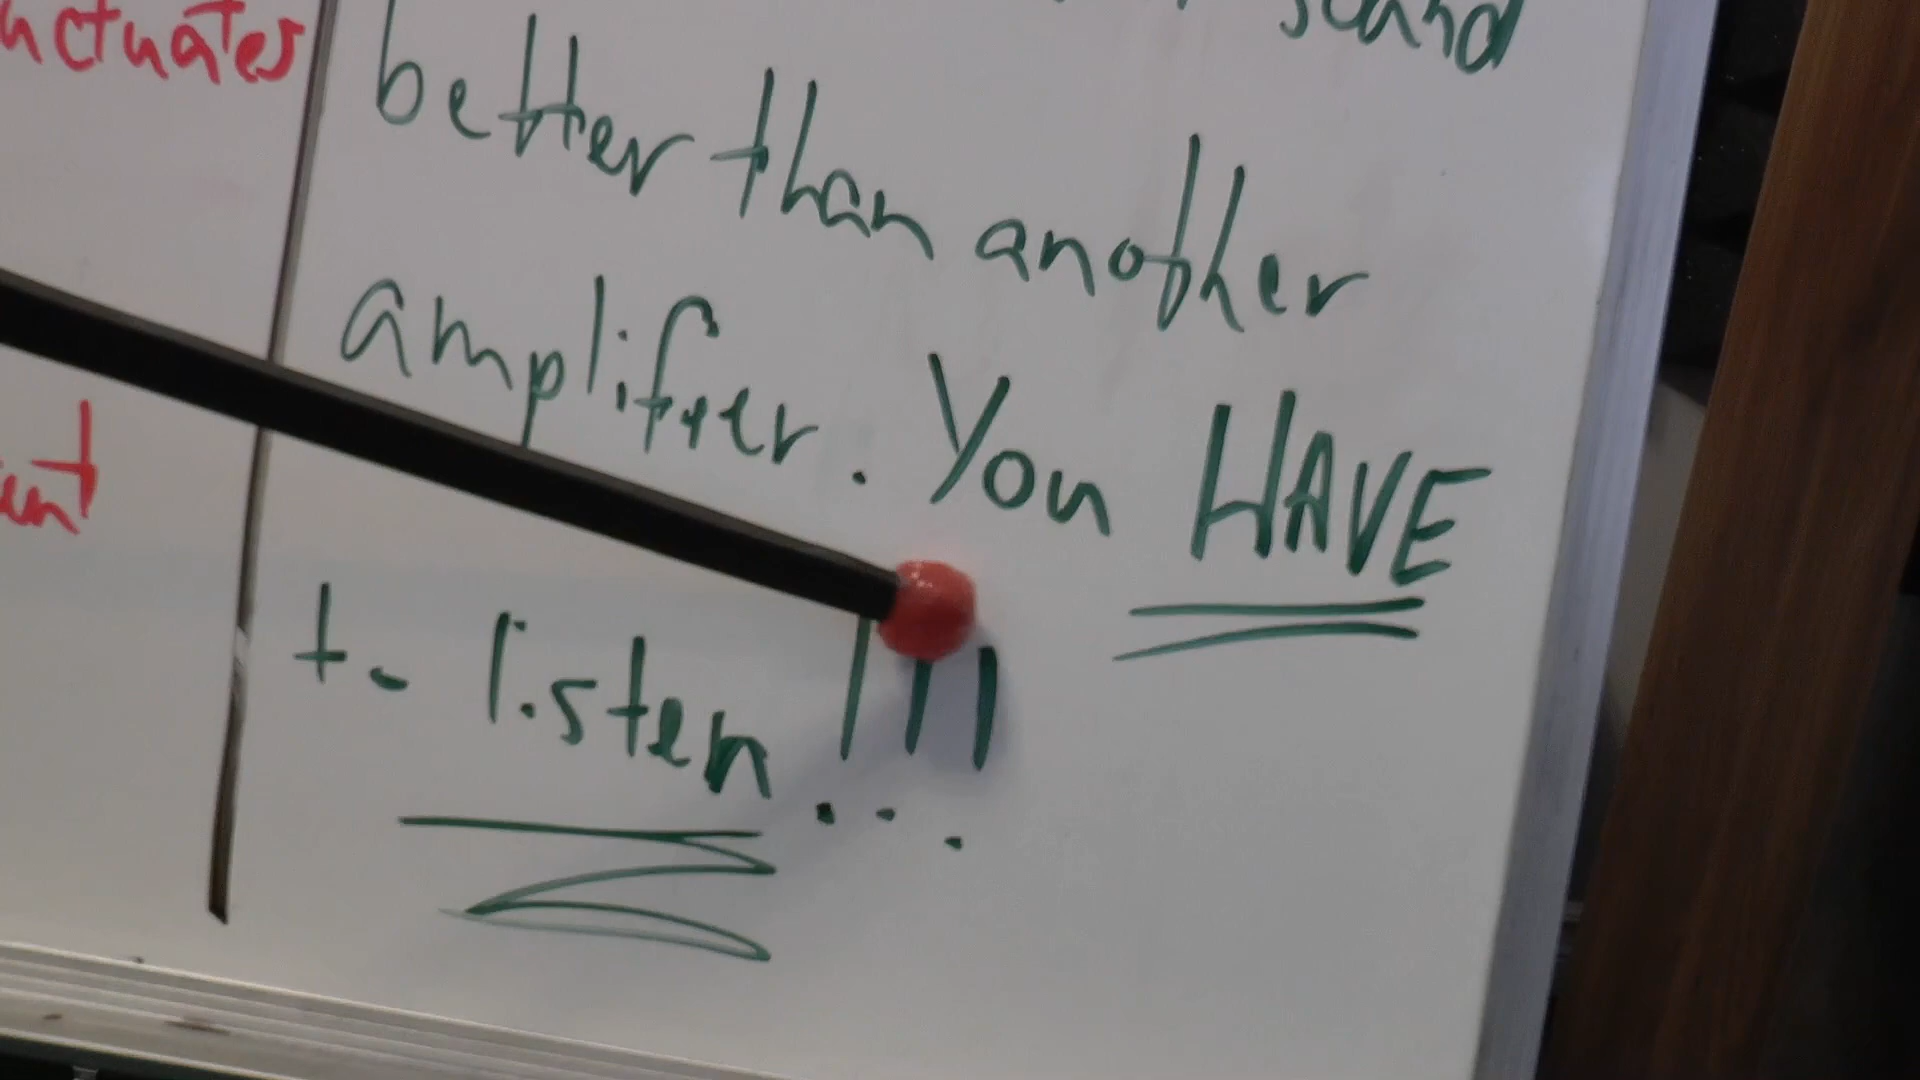 sound
better than another
amplifier. You HAVE
to listen!!!